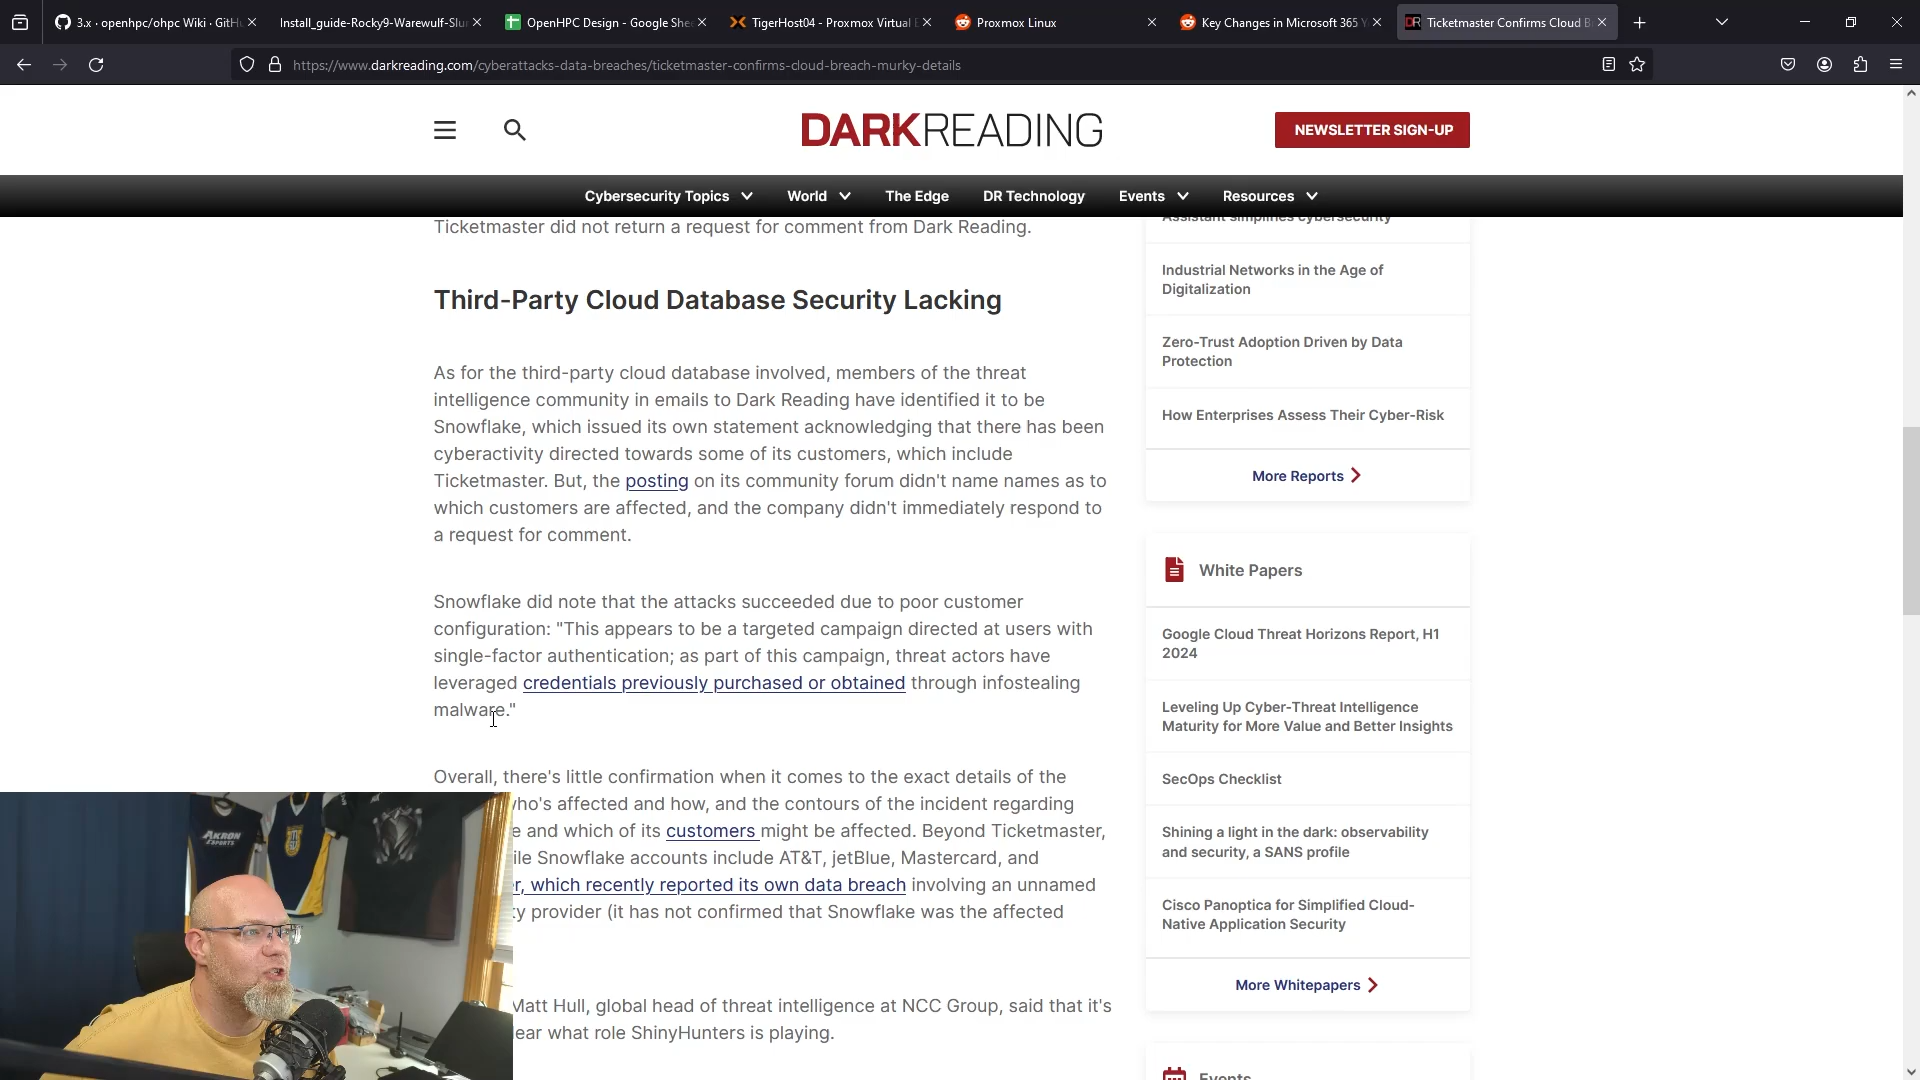 3.x · openhpc/ohpc Wiki · GitH
Install_guide-Rocky9-Warewulf-Slu
OpenHPC Design - Google She
TigerHost04 - Proxmox Virtual E
Proxmox Linux
Key Changes in Microsoft 365 Y
Ticketmaster Confirms Cloud B
https://www.darkreading.com/cyberattacks-data-breaches/ticketmaster-confirms-cloud-breach-murky-details
DARKREADING
NEWSLETTER SIGN-UP
Cybersecurity Topics
World
The Edge
DR Technology
Events
Resources
Ticketmaster did not return a request for comment from Dark Reading.
Third-Party Cloud Database Security Lacking
As for the third-party cloud database involved, members of the threat
intelligence community in emails to Dark Reading have identified it to be
Snowflake, which issued its own statement acknowledging that there has been
cyberactivity directed towards some of its customers, which include
Ticketmaster. But, the posting on its community forum didn't name names as to
which customers are affected, and the company didn't immediately respond to
a request for comment.
Snowflake did note that the attacks succeeded due to poor customer
configuration: "This appears to be a targeted campaign directed at users with
single-factor authentication; as part of this campaign, threat actors have
leveraged credentials previously purchased or obtained through infostealing
malware."
Overall, there's little confirmation when it comes to the exact details of the
who's affected and how, and the contours of the incident regarding
e and which of its customers might be affected. Beyond Ticketmaster,
ile Snowflake accounts include AT&T, jetBlue, Mastercard, and
r, which recently reported its own data breach involving an unnamed
ty provider (it has not confirmed that Snowflake was the affected
Matt Hull, global head of threat intelligence at NCC Group, said that it's
lear what role ShinyHunters is playing.
Assistant simplifies cybersecurity
Industrial Networks in the Age of
Digitalization
Zero-Trust Adoption Driven by Data
Protection
How Enterprises Assess Their Cyber-Risk
More Reports
White Papers
Google Cloud Threat Horizons Report, H1
2024
Leveling Up Cyber-Threat Intelligence
Maturity for More Value and Better Insights
SecOps Checklist
Shining a light in the dark: observability
and security, a SANS profile
Cisco Panoptica for Simplified Cloud-
Native Application Security
More Whitepapers
Events
AKRON
ESPORTS